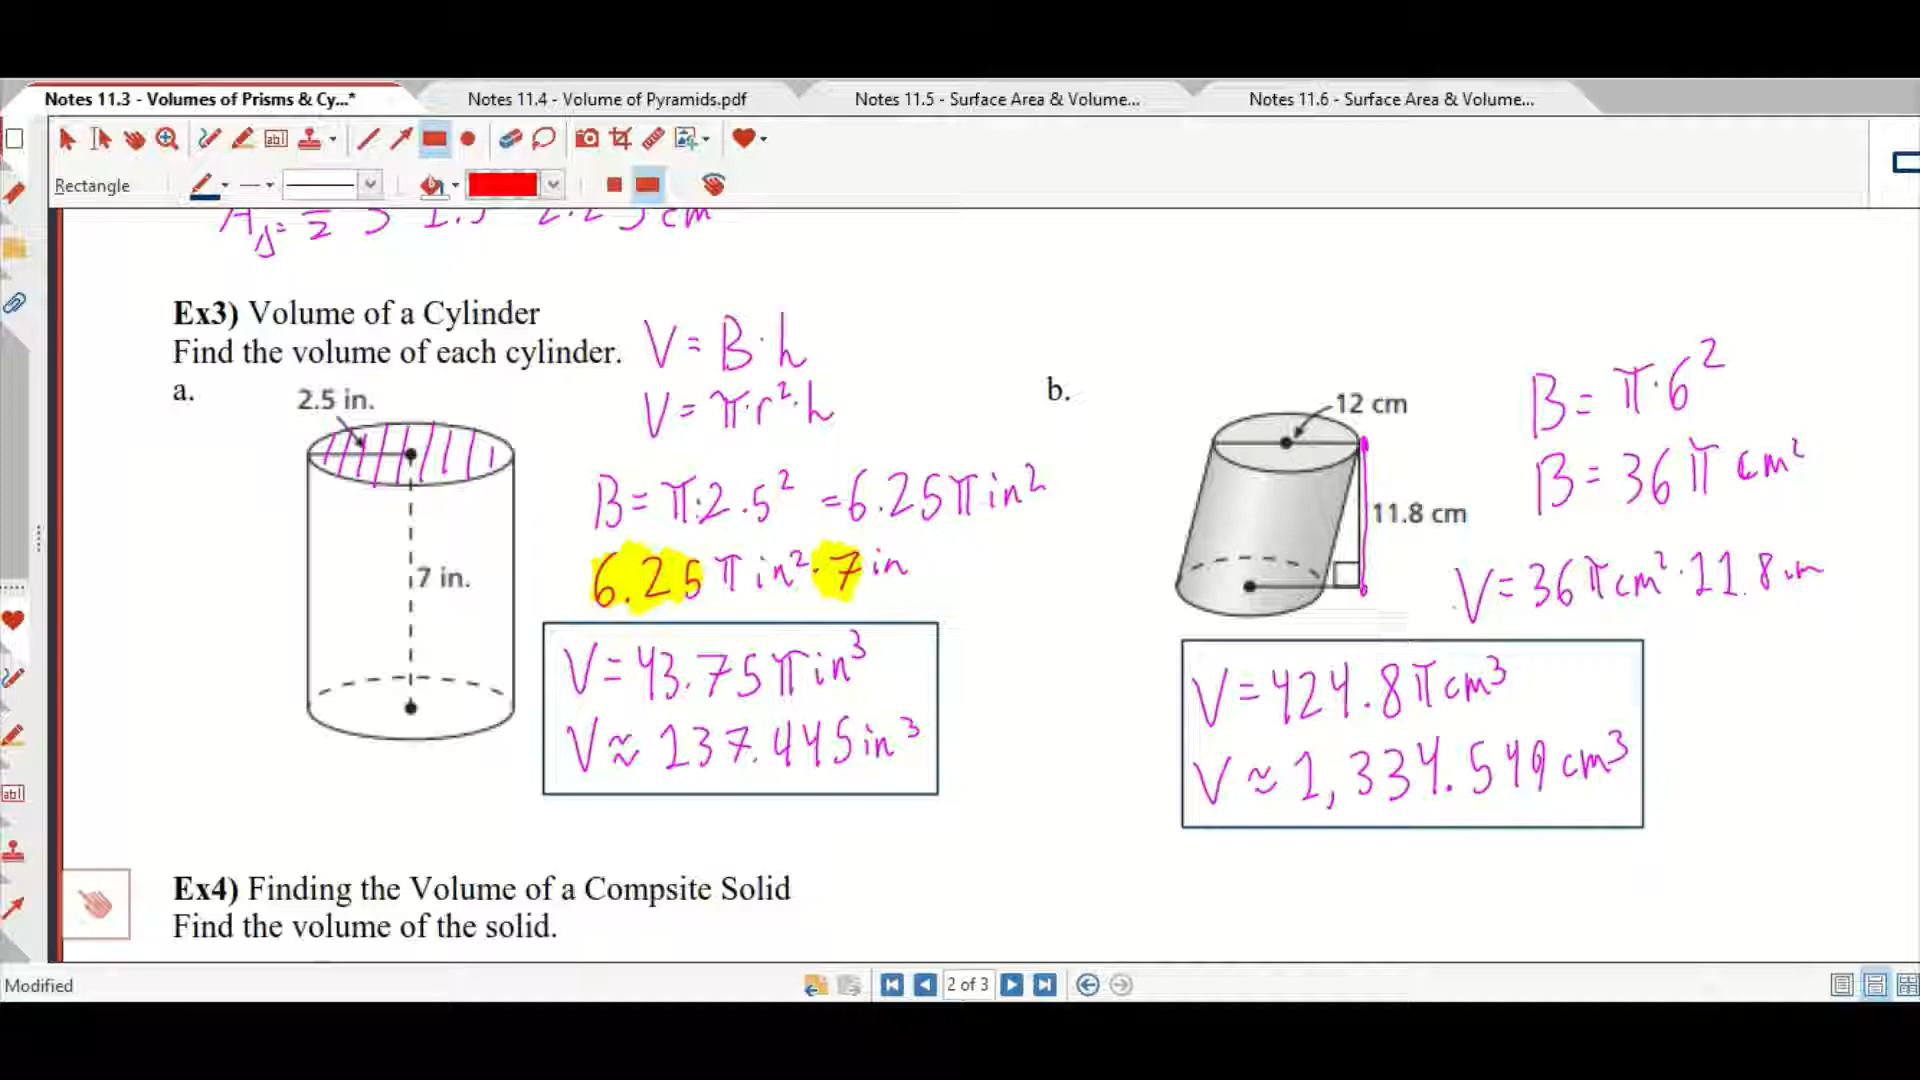 Notes 11.3 - Volumes of Prisms & Cy...*
Notes 11.4 - Volume of Pyramids.pdf
Notes 11.5 - Surface Area & Volume...
Notes 11.6 - Surface Area & Volume...
Rectangle
Ex3) Volume of a Cylinder
Find the volume of each cylinder.
V = B · h
V = π · r² · h
a.
2.5 in.
7 in.
B = π · 2.5² = 6.25π in²
6.25 π in² · 7 in
V = 43.75π in³
V ≈ 137.445 in³
b.
12 cm
11.8 cm
B = π · 6²
B = 36π cm²
V = 36π cm² · 11.8 cm
V = 424.8π cm³
V ≈ 1,334.549 cm³
Ex4) Finding the Volume of a Compsite Solid
Find the volume of the solid.
Modified
2 of 3